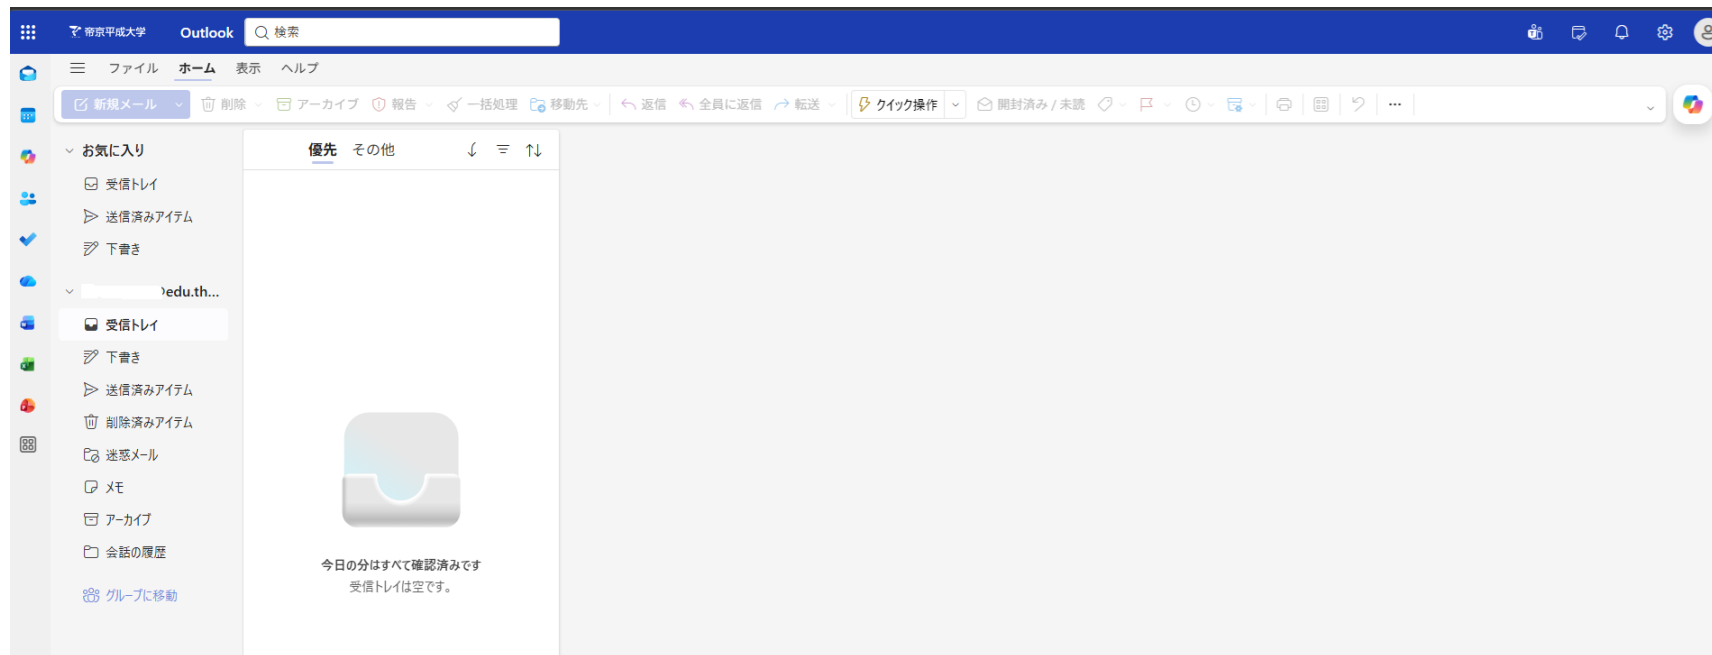 帝京平成大学 Outlook 検索
ファイル ホーム 表示 ヘルプ
新規メール 削除 アーカイブ 報告 一括処理 移動先 返信 全員に返信 転送 クイック操作 開封済み / 未読 ...
お気に入り
受信トレイ
送信済みアイテム
下書き
edu.th...
受信トレイ
下書き
送信済みアイテム
削除済みアイテム
迷惑メール
メモ
アーカイブ
会話の履歴
グループに移動
優先 その他
今日の分はすべて確認済みです
受信トレイは空です。